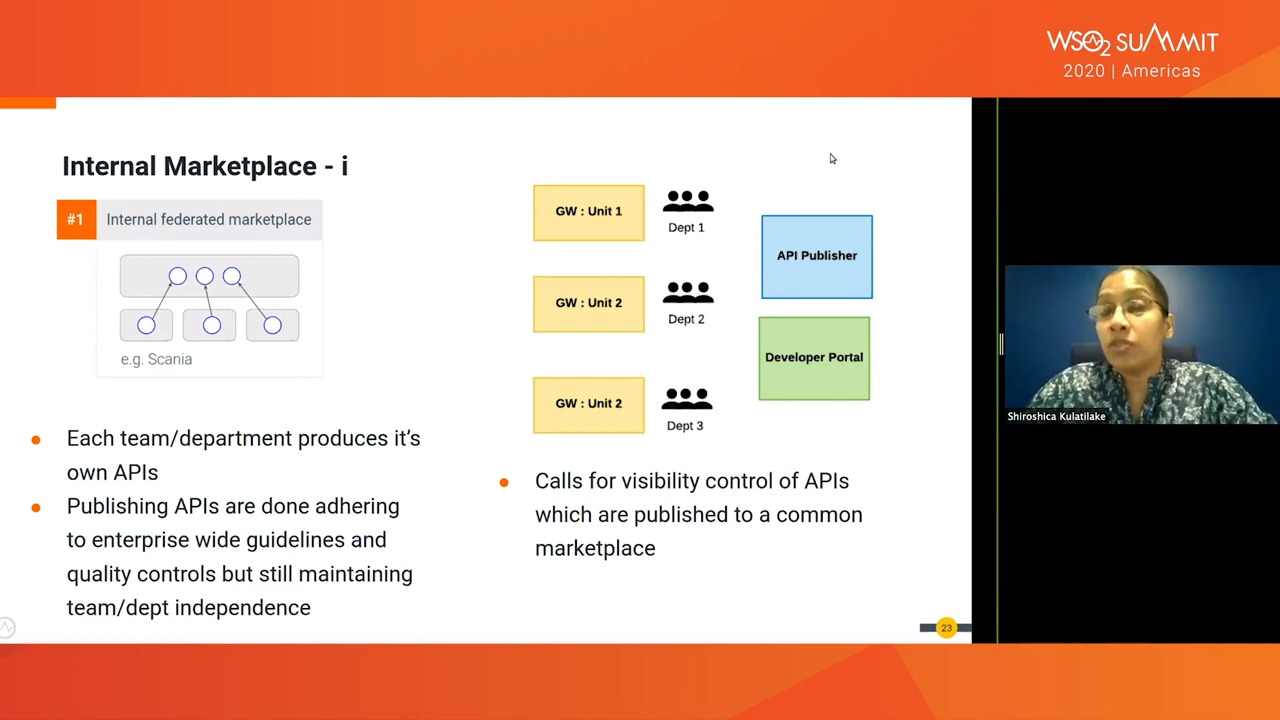 WSO2 SUMMIT
2020 | Americas
Internal Marketplace - i
#1 Internal federated marketplace
e.g. Scania
Each team/department produces it's
own APIs
Publishing APIs are done adhering
to enterprise wide guidelines and
quality controls but still maintaining
team/dept independence
GW : Unit 1
Dept 1
GW : Unit 2
Dept 2
GW : Unit 2
Dept 3
API Publisher
Developer Portal
Calls for visibility control of APIs
which are published to a common
marketplace
23
Shiroshica Kulatilake